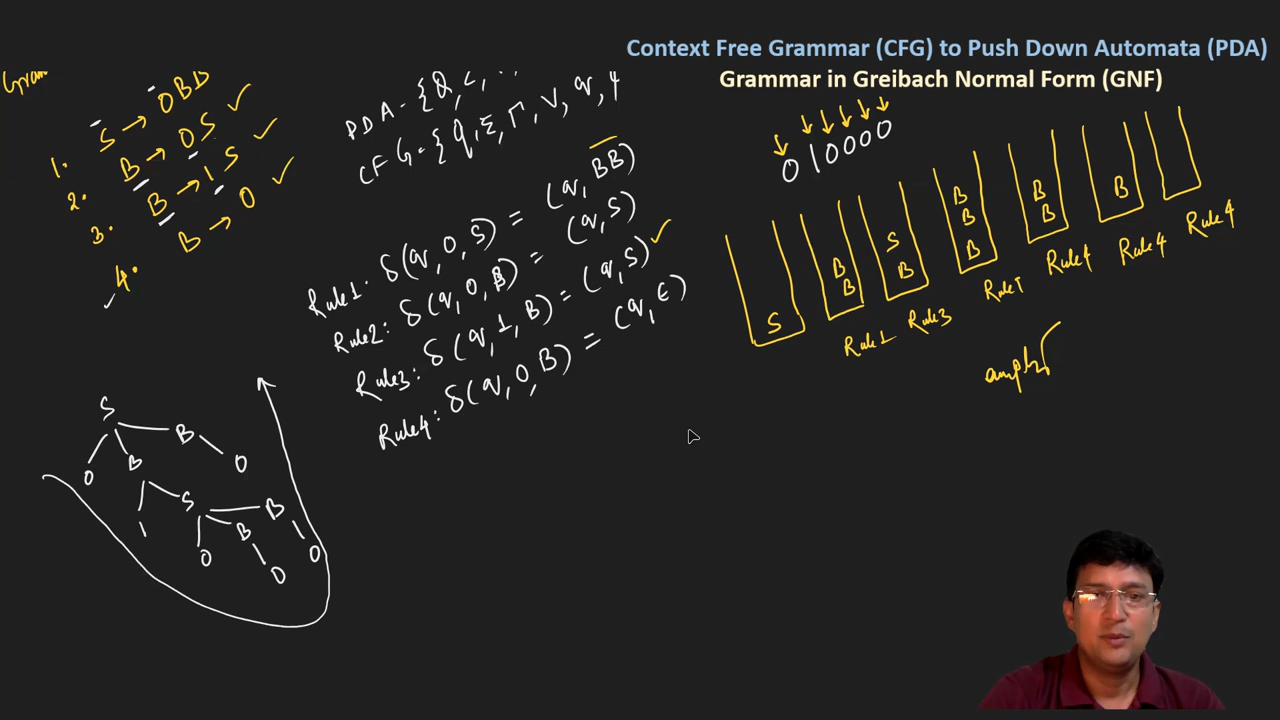 Context Free Grammar (CFG) to Push Down Automata (PDA)
Grammar in Greibach Normal Form (GNF)
Gram
1. S → 0BB
2. B → 0S
3. B → 1S
4. B → 0
PDA = {Q, Σ,
CFG = {q, Σ, Γ, V, q, φ
Rule1: δ(q, 0, S) = (q, BB)
Rule2: δ(q, 0, B) = (q, S)
Rule3: δ(q, 1, B) = (q, S)
Rule4: δ(q, 0, B) = (q, ε)
010000
S
B
B
S
B
B
B
B
B
B
B
Rule1
Rule3
Rule1
Rule4
Rule4
Rule4
S
B
0
B
0
1
S
B
B
0
0
0